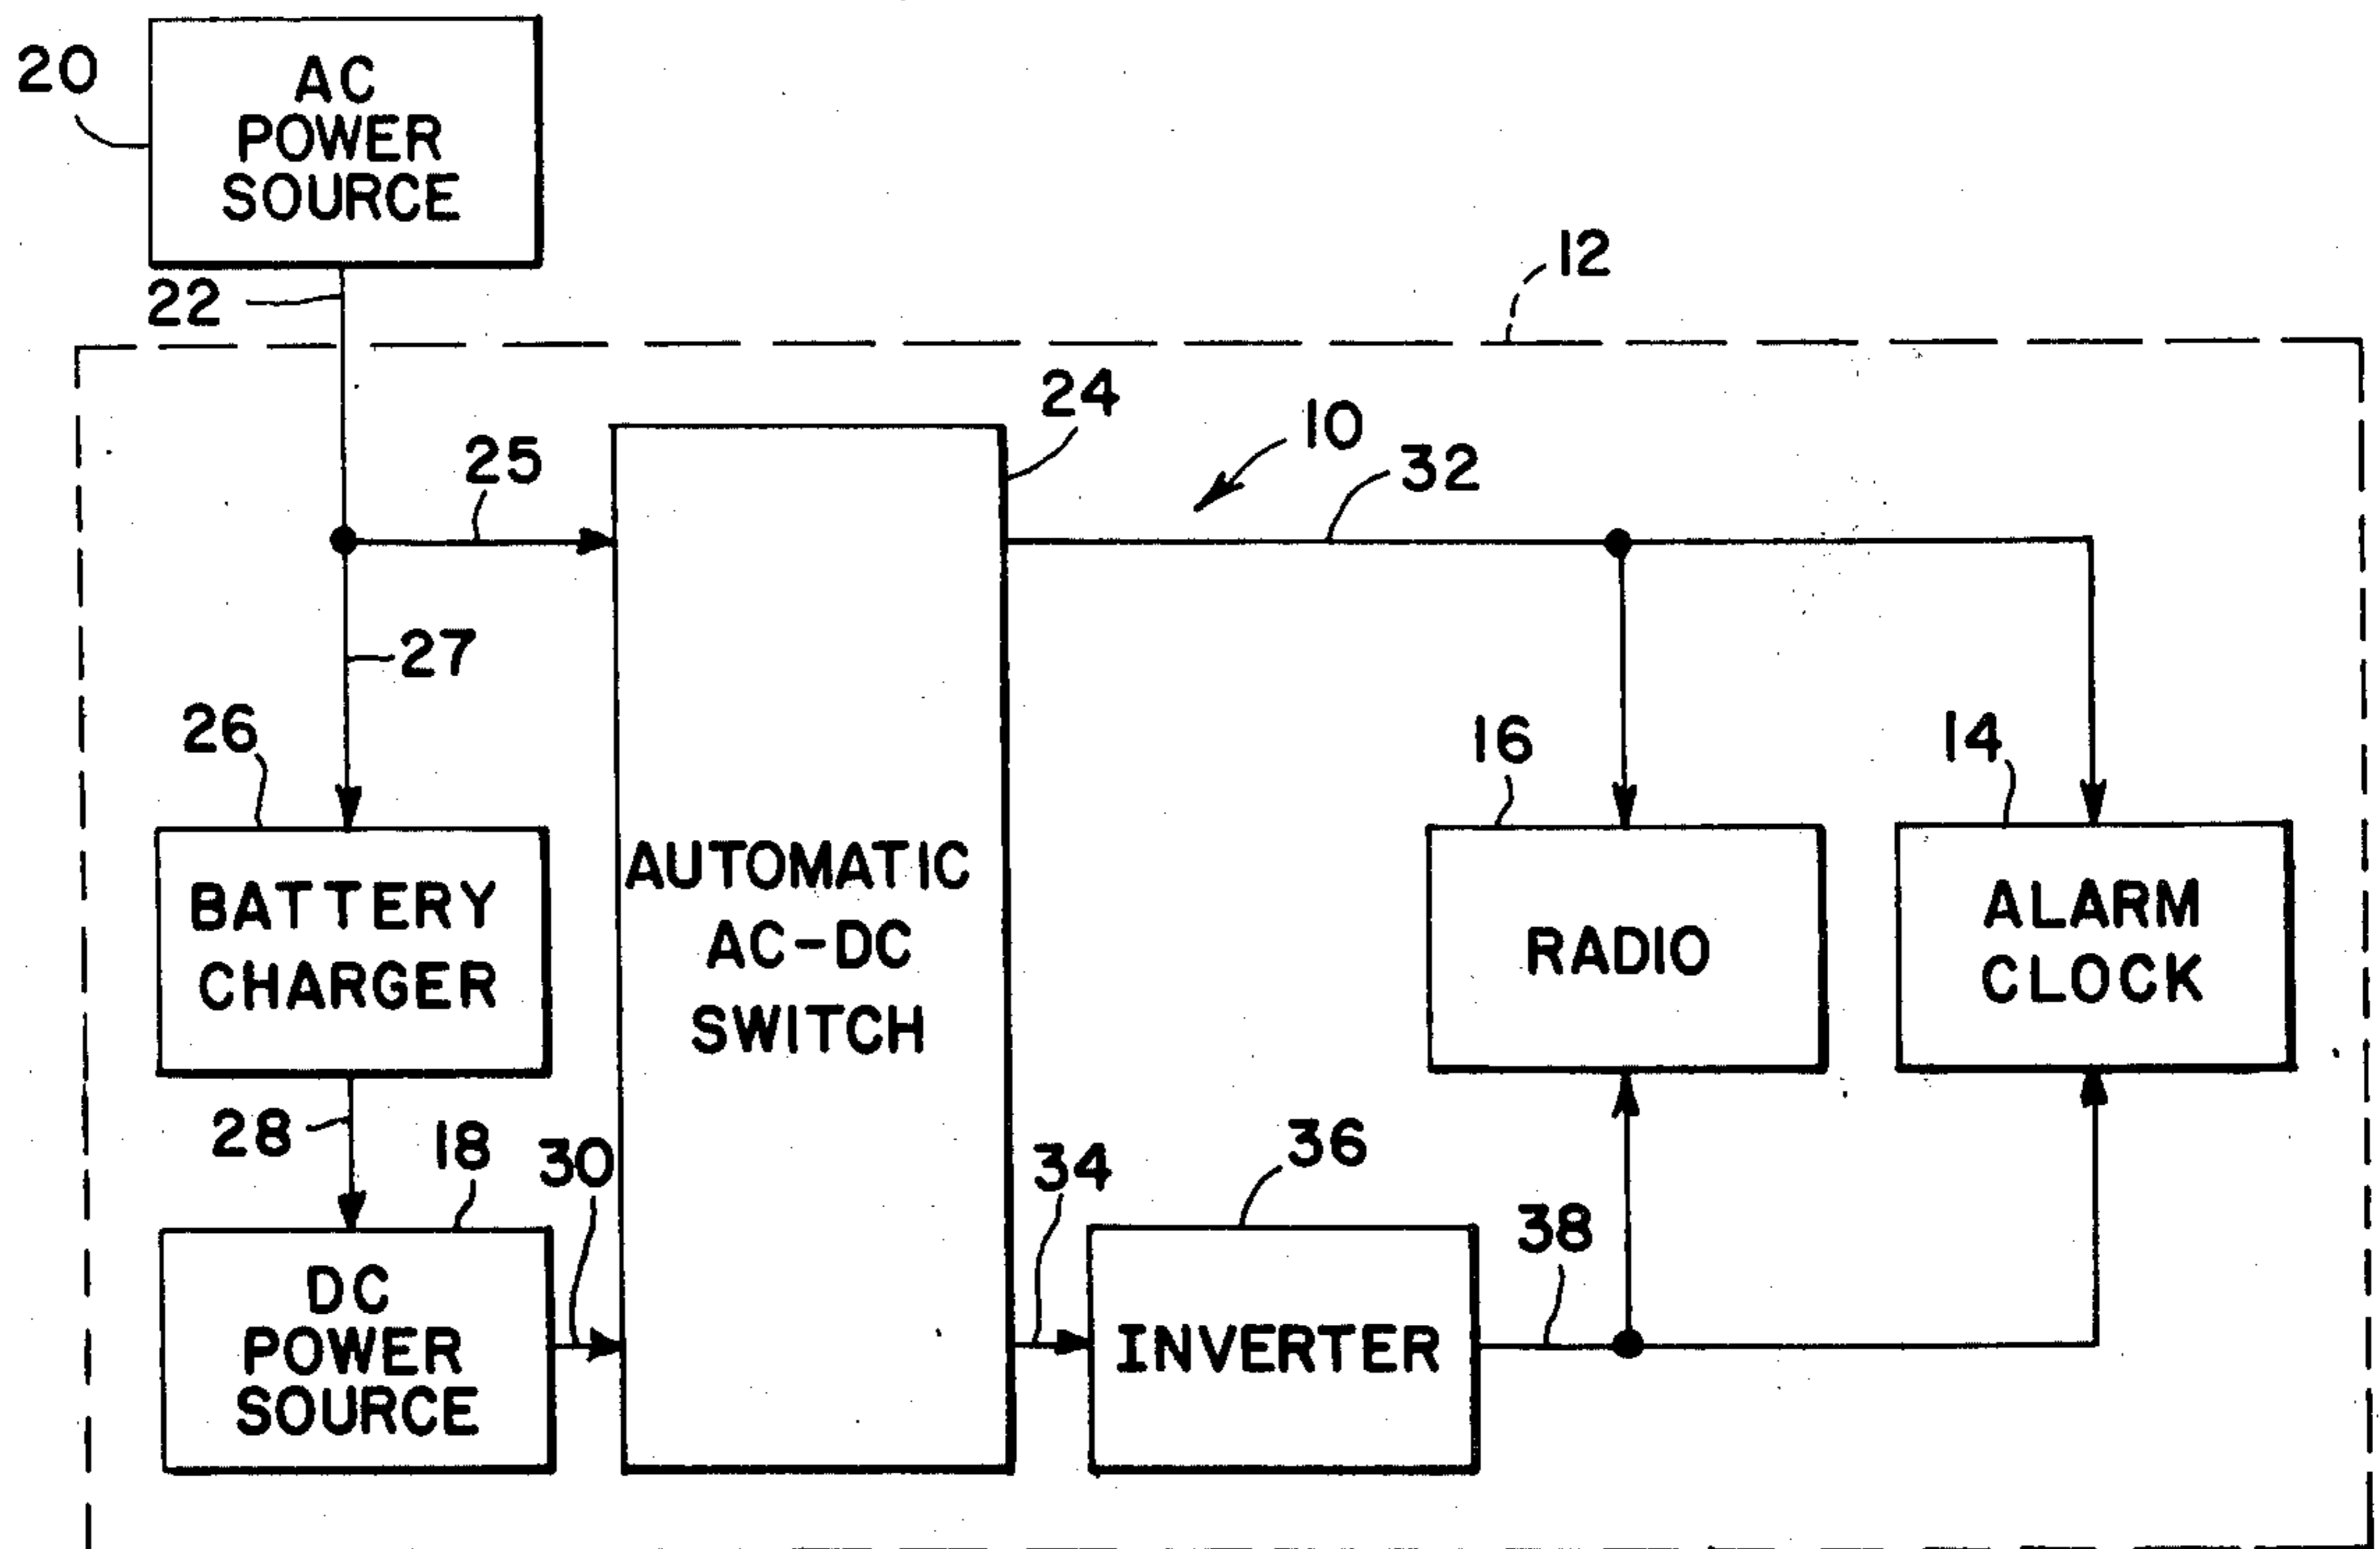 20
AC
POWER
SOURCE
22
12
24
10
25
32
27
26
16
14
BATTERY
CHARGER
AUTOMATIC
AC-DC
SWITCH
RADIO
ALARM
CLOCK
28
18
30
34
36
38
DC
POWER
SOURCE
INVERTER